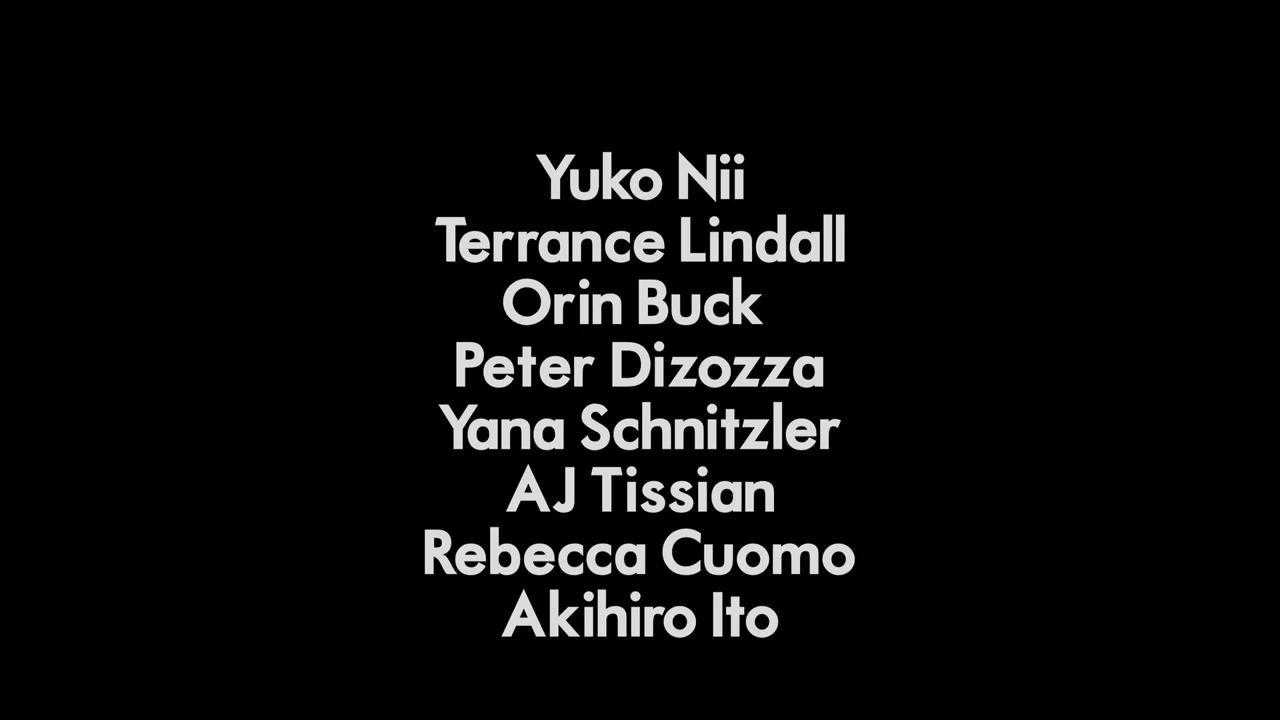 Yuko Nii
Terrance Lindall
Orin Buck
Peter Dizozza
Yana Schnitzler
AJ Tissian
Rebecca Cuomo
Akihiro Ito